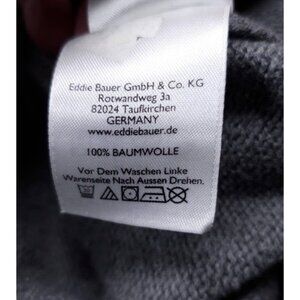 Eddie Bauer GmbH & Co. KG
Rotwandweg 3a
82024 Taufkirchen
GERMANY
www.eddiebauer.de
100% BAUMWOLLE
Vor Dem Waschen Linke
Warenseite Nach Aussen Drehen.